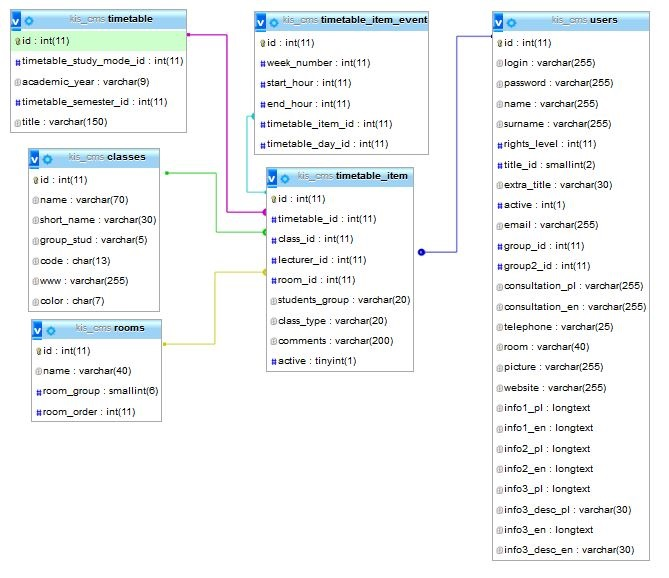 kis_cms timetable
id : int(11)
timetable_study_mode_id : int(11)
academic_year : varchar(9)
timetable_semester_id : int(11)
title : varchar(150)
kis_cms timetable_item_event
id : int(11)
week_number : int(11)
start_hour : int(11)
end_hour : int(11)
timetable_item_id : int(11)
timetable_day_id : int(11)
kis_cms users
id : int(11)
login : varchar(255)
password : varchar(255)
name : varchar(255)
surname : varchar(255)
rights_level : int(11)
title_id : smallint(2)
extra_title : varchar(30)
active : int(1)
email : varchar(255)
group_id : int(11)
group2_id : int(11)
consultation_pl : varchar(255)
consultation_en : varchar(255)
telephone : varchar(25)
room : varchar(40)
picture : varchar(255)
website : varchar(255)
info1_pl : longtext
info1_en : longtext
info2_pl : longtext
info2_en : longtext
info3_pl : longtext
info3_desc_pl : varchar(30)
info3_en : longtext
info3_desc_en : varchar(30)
kis_cms classes
id : int(11)
name : varchar(70)
short_name : varchar(30)
group_stud : varchar(5)
code : char(13)
www : varchar(255)
color : char(7)
kis_cms timetable_item
id : int(11)
timetable_id : int(11)
class_id : int(11)
lecturer_id : int(11)
room_id : int(11)
students_group : varchar(20)
class_type : varchar(20)
comments : varchar(200)
active : tinyint(1)
kis_cms rooms
id : int(11)
name : varchar(40)
room_group : smallint(6)
room_order : int(11)